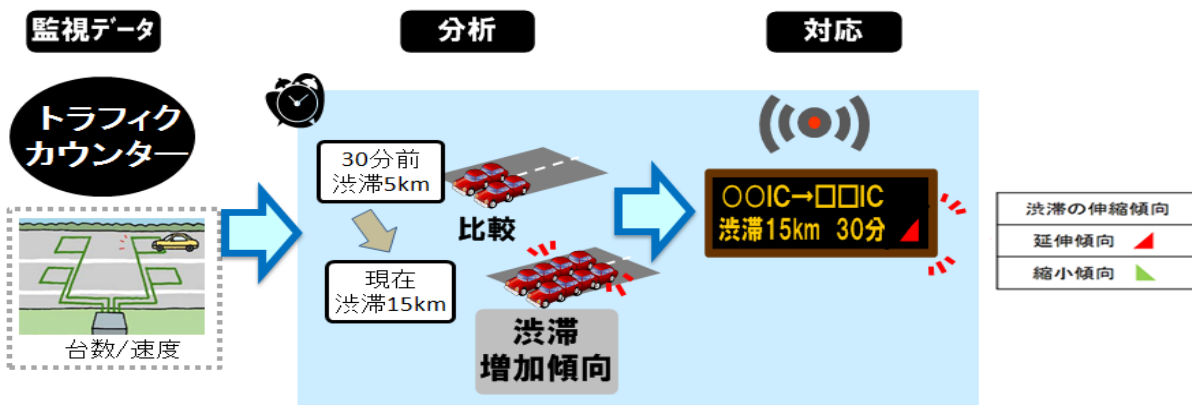 監視データ
分析
対応
トラフィク
カウンター
台数/速度
30分前
渋滞5km
現在
渋滞15km
比較
渋滞
増加傾向
○○IC→□□IC
渋滞15km 30分
渋滞の伸縮傾向
延伸傾向
縮小傾向